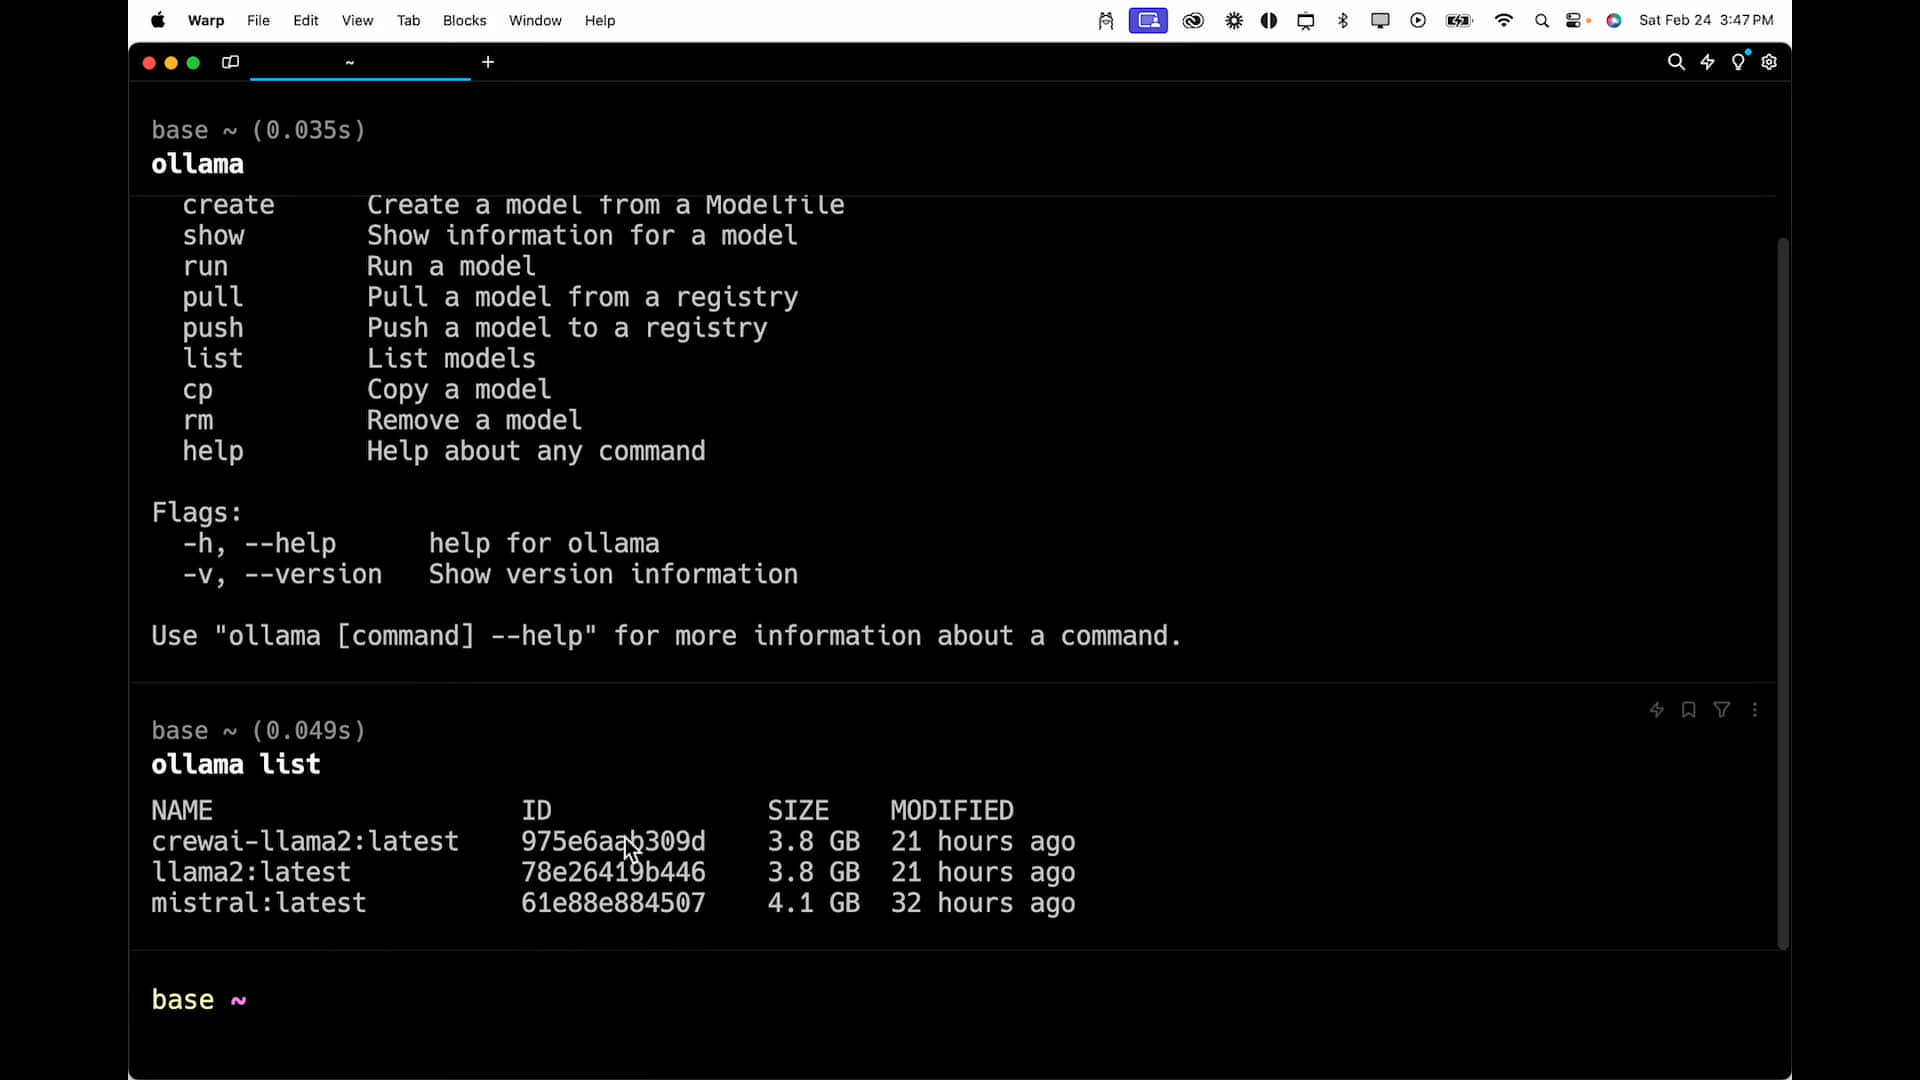 Warp File Edit View Tab Blocks Window Help Sat Feb 24 3:47 PM
~ +
base ~ (0.035s)
ollama
create Create a model from a Modelfile
show Show information for a model
run Run a model
pull Pull a model from a registry
push Push a model to a registry
list List models
cp Copy a model
rm Remove a model
help Help about any command
Flags:
-h, --help help for ollama
-v, --version Show version information
Use "ollama [command] --help" for more information about a command.
base ~ (0.049s)
ollama list
NAME ID SIZE MODIFIED
crewai-llama2:latest 975e6aab309d 3.8 GB 21 hours ago
llama2:latest 78e26419b446 3.8 GB 21 hours ago
mistral:latest 61e88e884507 4.1 GB 32 hours ago
base ~